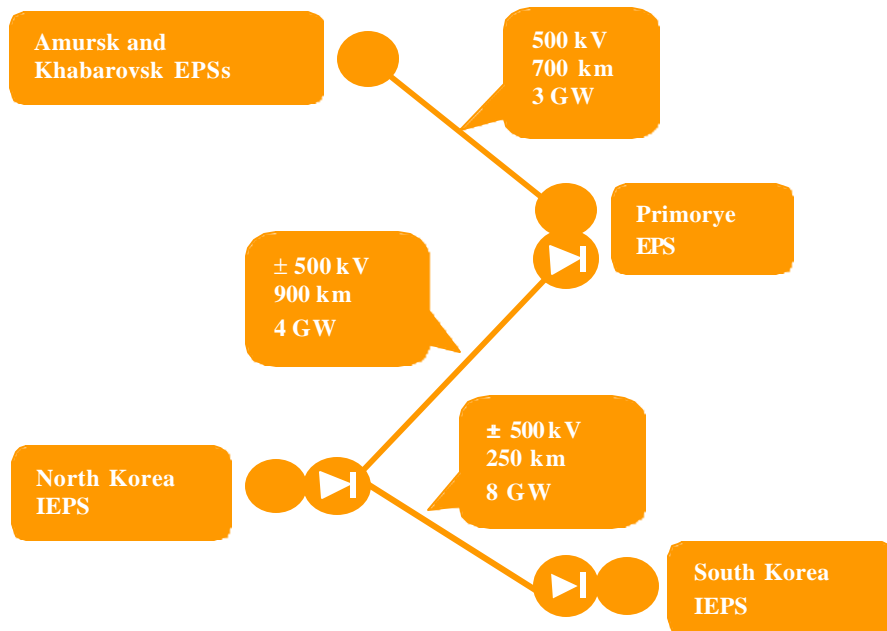 Amursk and
Khabarovsk EPSs
500 kV
700 km
3 GW
Primorye
EPS
± 500 kV
900 km
4 GW
± 500 kV
250 km
8 GW
North Korea
IEPS
South Korea
IEPS